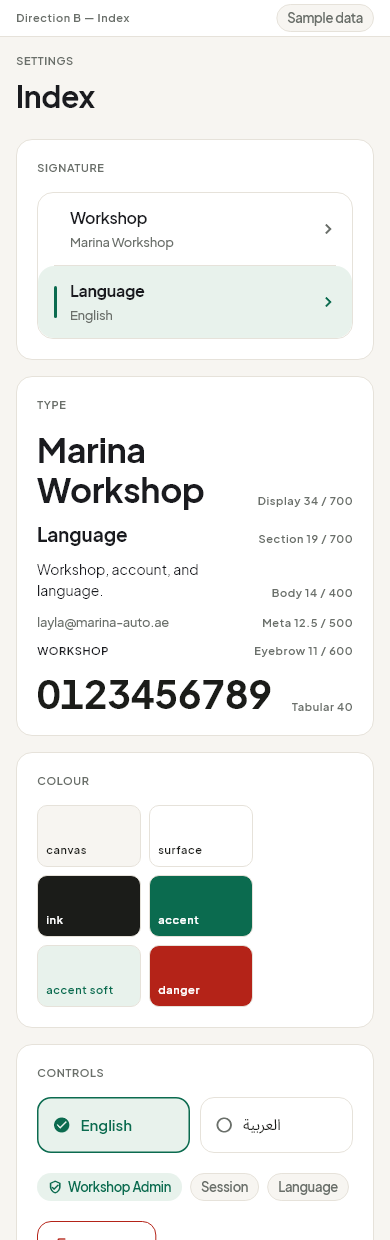 Direction B — Index
Sample data
SETTINGS
Index
SIGNATURE
Workshop
Marina Workshop
Language
English
TYPE
Marina
Workshop
Display 34 / 700
Language
Section 19 / 700
Workshop, account, and
language.
Body 14 / 400
layla@marina-auto.ae
Meta 12.5 / 500
WORKSHOP
Eyebrow 11 / 600
0123456789
Tabular 40
COLOUR
canvas
surface
ink
accent
accent soft
danger
CONTROLS
English
العربية
Workshop Admin
Session
Language